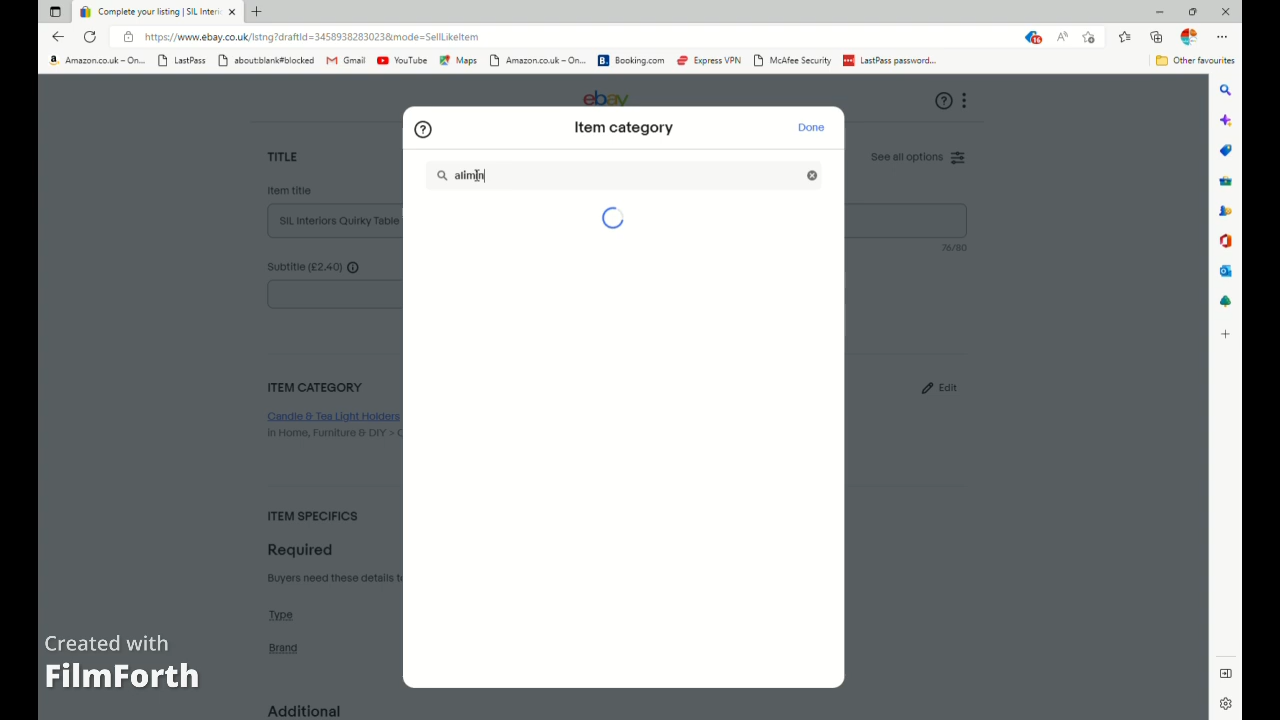 Complete your listing | SIL Interi
https://www.ebay.co.uk/lstng?draftId=3458938283023&mode=SellLikeItem
16
Amazon.co.uk – On... LastPass about:blank#blocked Gmail YouTube Maps Amazon.co.uk – On... Booking.com Express VPN McAfee Security LastPass password... Other favourites
ebay
Item category
Done
TITLE
See all options
alimin
Item title
SIL Interiors Quirky Table
76/80
Subtitle (£2.40)
ITEM CATEGORY
Edit
Candle & Tea Light Holders
in Home, Furniture & DIY >
ITEM SPECIFICS
Required
Buyers need these details to
Type
Brand
Additional
Created with
FilmForth